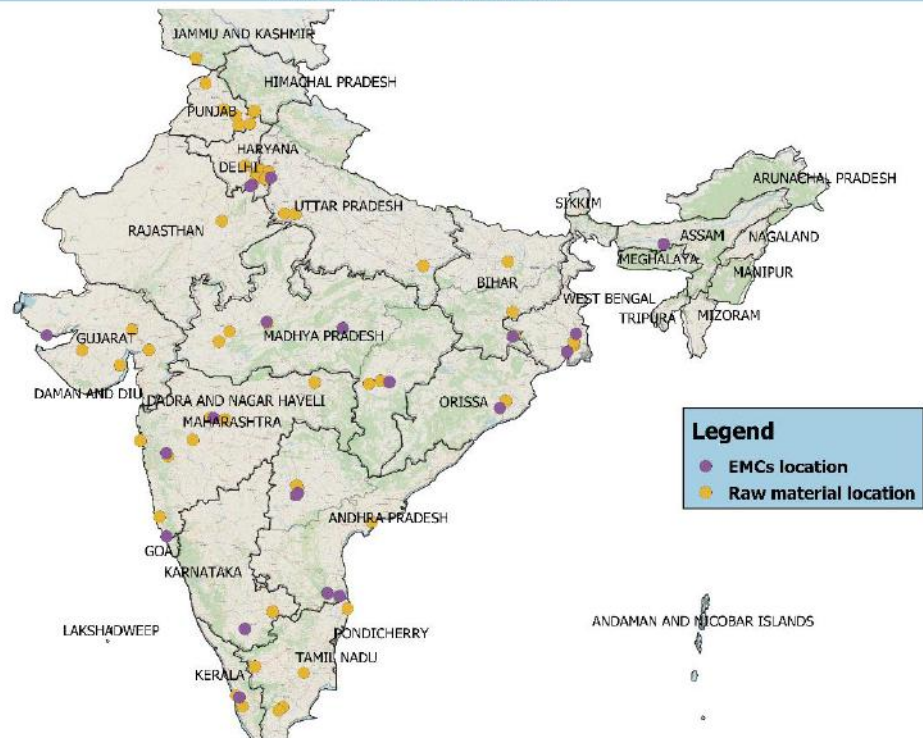 JAMMU AND KASHMIR
HIMACHAL PRADESH
PUNJAB
HARYANA
DELHI
ARUNACHAL PRADESH
SIKKIM
UTTAR PRADESH
RAJASTHAN
ASSAM
NAGALAND
MEGHALAYA
MANIPUR
BIHAR
WEST BENGAL
TRIPURA
MIZORAM
GUJARAT
MADHYA PRADESH
DAMAN AND DIU
DADRA AND NAGAR HAVELI
ORISSA
MAHARASHTRA
Legend
EMCs location
Raw material location
ANDHRA PRADESH
GOA
KARNATAKA
ANDAMAN AND NICOBAR ISLANDS
LAKSHADWEEP
PONDICHERRY
TAMIL NADU
KERALA